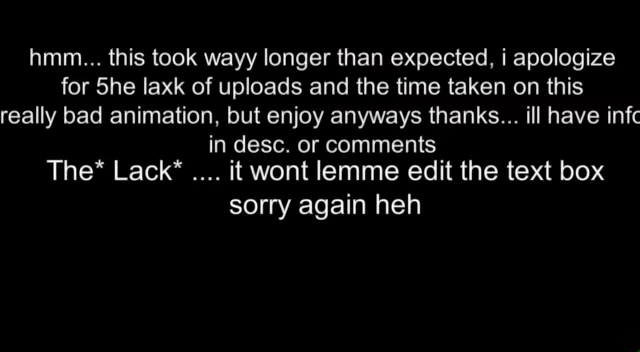 hmm... this took wayy longer than expected, i apologize
for 5he laxk of uploads and the time taken on this
really bad animation, but enjoy anyways thanks... ill have info
in desc. or comments
The* Lack* .... it wont lemme edit the text box
sorry again heh